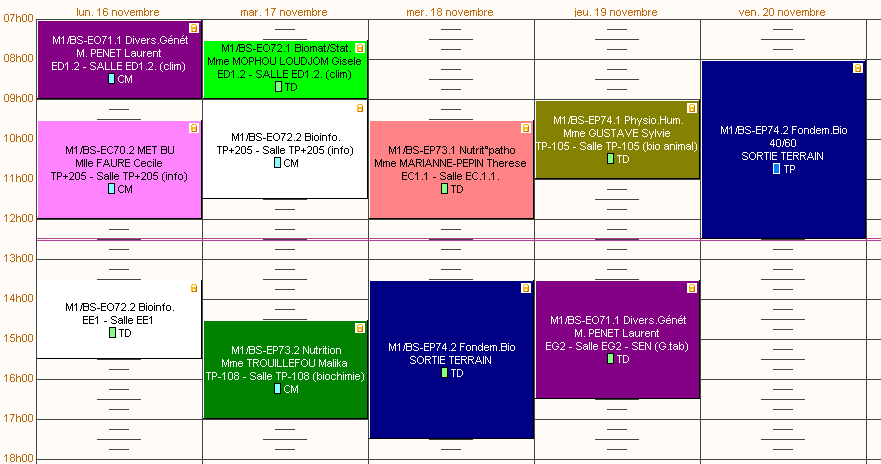 lun. 16 novembre
mar. 17 novembre
mer. 18 novembre
jeu. 19 novembre
ven. 20 novembre
07h00
08h00
09h00
10h00
11h00
12h00
13h00
14h00
15h00
16h00
17h00
18h00
M1/BS-EO71.1 Divers.Génét
M. PENET Laurent
ED1.2 - SALLE ED1.2. (clim)
CM
M1/BS-EC70.2 MET BU
Mlle FAURE Cecile
TP+205 - Salle TP+205 (info)
CM
M1/BS-EO72.2 Bioinfo.
EE1 - Salle EE1
TD
M1/BS-EO72.1 Biomat/Stat.
Mme MOPHOU LOUDJOM Gisele
ED1.2 - SALLE ED1.2. (clim)
TD
M1/BS-EO72.2 Bioinfo.
TP+205 - Salle TP+205 (info)
CM
M1/BS-EP73.2 Nutrition
Mme TROUILLEFOU Malika
TP-108 - Salle TP-108 (biochimie)
CM
M1/BS-EP73.1 Nutrit°patho
Mme MARIANNE-PEPIN Therese
EC1.1 - Salle EC.1.1.
TD
M1/BS-EP74.2 Fondem.Bio
SORTIE TERRAIN
TD
M1/BS-EP74.1 Physio.Hum.
Mme GUSTAVE Sylvie
TP-105 - Salle TP-105 (bio animal)
TD
M1/BS-EO71.1 Divers.Génét
M. PENET Laurent
EG2 - Salle EG2 - SEN (G.tab)
TD
M1/BS-EP74.2 Fondem.Bio
40/60
SORTIE TERRAIN
TP